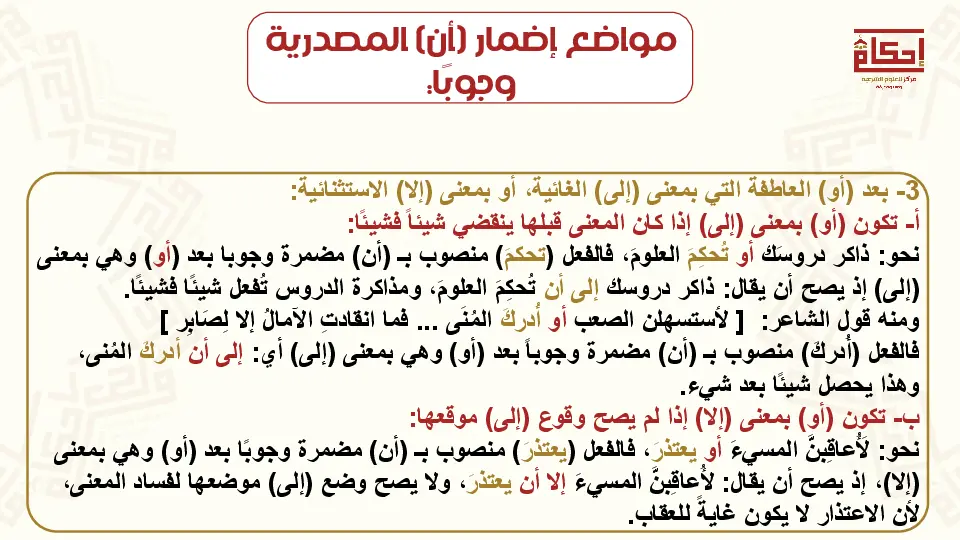 مواضع إضمار (أن) المصدرية
وجوبًا:
إحكام
مركز للعلوم الشرعية
3- بعد (أو) العاطفة التي بمعنى (إلى) الغائية، أو بمعنى (إلا) الاستثنائية:
أ- تكون (أو) بمعنى (إلى) إذا كان المعنى قبلها ينقضي شيئاً فشيئًا:
نحو: ذاكر دروسَك أو تُحكِمَ العلومَ، فالفعل (تحكمَ) منصوب بـ (أن) مضمرة وجوبا بعد (أو) وهي بمعنى
(إلى) إذ يصح أن يقال: ذاكر دروسك إلى أن تُحكِمَ العلومَ، ومذاكرة الدروس تُفعل شيئًا فشيئًا.
ومنه قول الشاعر: [ لأستسهلن الصعب أو أُدركَ المُنَى ... فما انقادتِ الآمالُ إلا لِصَابِرِ ]
فالفعل (أُدركَ) منصوب بـ (أن) مضمرة وجوباً بعد (أو) وهي بمعنى (إلى) أي: إلى أن أدركَ المُنى،
وهذا يحصل شيئًا بعد شيء.
ب- تكون (أو) بمعنى (إلا) إذا لم يصح وقوع (إلى) موقعها:
نحو: لَأُعاقِبنَّ المسيءَ أو يعتذرَ، فالفعل (يعتذرَ) منصوب بـ (أن) مضمرة وجوبًا بعد (أو) وهي بمعنى
(إلا)، إذ يصح أن يقال: لَأُعاقِبنَّ المسيءَ إلا أن يعتذرَ، ولا يصح وضع (إلى) موضعها لفساد المعنى،
لأن الاعتذار لا يكون غايةً للعقاب.